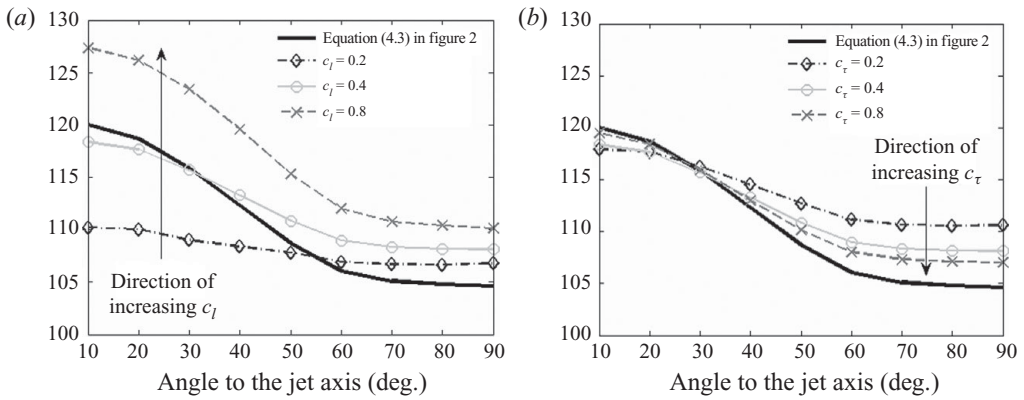 (a)
130
125
120
115
110
105
100
10 20 30 40 50 60 70 80 90
Equation (4.3) in figure 2
c_l = 0.2
c_l = 0.4
c_l = 0.8
Direction of
increasing c_l
Angle to the jet axis (deg.)
(b)
130
125
120
115
110
105
100
10 20 30 40 50 60 70 80 90
Equation (4.3) in figure 2
c_τ = 0.2
c_τ = 0.4
c_τ = 0.8
Direction of
increasing c_τ
Angle to the jet axis (deg.)